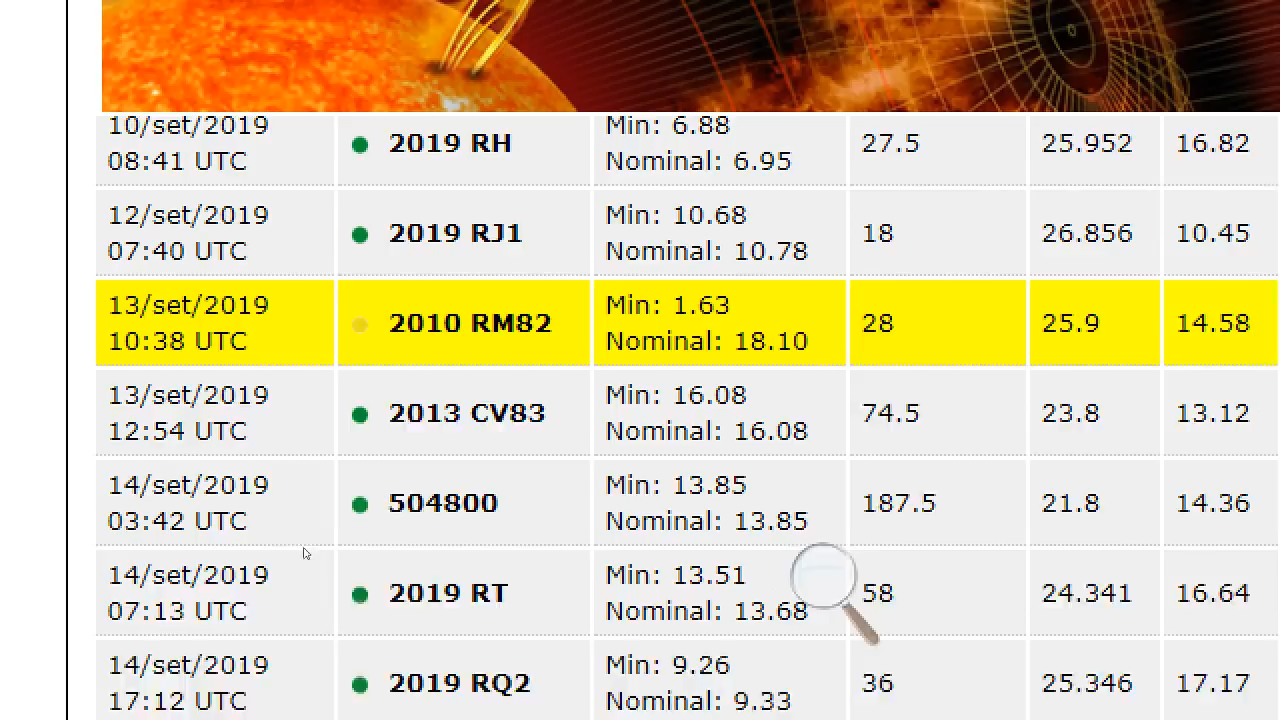 10/set/2019
08:41 UTC
2019 RH
Min: 6.88
Nominal: 6.95
27.5
25.952
16.82
12/set/2019
07:40 UTC
2019 RJ1
Min: 10.68
Nominal: 10.78
18
26.856
10.45
13/set/2019
10:38 UTC
2010 RM82
Min: 1.63
Nominal: 18.10
28
25.9
14.58
13/set/2019
12:54 UTC
2013 CV83
Min: 16.08
Nominal: 16.08
74.5
23.8
13.12
14/set/2019
03:42 UTC
504800
Min: 13.85
Nominal: 13.85
187.5
21.8
14.36
14/set/2019
07:13 UTC
2019 RT
Min: 13.51
Nominal: 13.68
58
24.341
16.64
14/set/2019
17:12 UTC
2019 RQ2
Min: 9.26
Nominal: 9.33
36
25.346
17.17